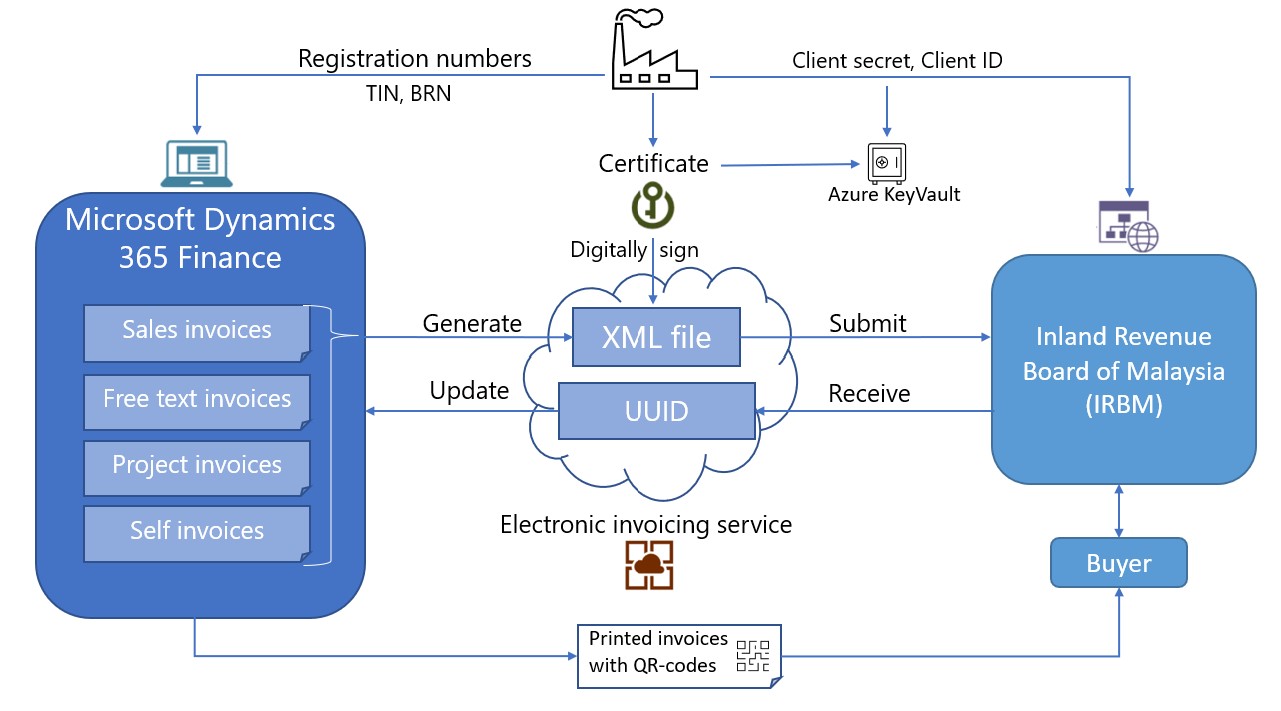 Registration numbers
TIN, BRN
Client secret, Client ID
Certificate
Azure KeyVault
Digitally sign
Microsoft Dynamics
365 Finance
Sales invoices
Free text invoices
Project invoices
Self invoices
Generate
XML file
Submit
Update
UUID
Receive
Inland Revenue
Board of Malaysia
(IRBM)
Electronic invoicing service
Buyer
Printed invoices
with QR-codes